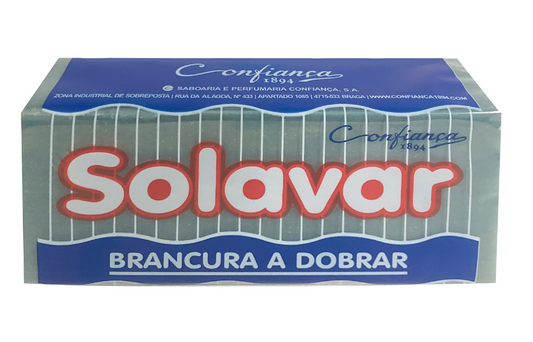 Confiança
1894
SABOARIA E PERFUMARIA CONFIANÇA, S.A.
ZONA INDUSTRIAL DE SOBREPOSTA | RUA DA ALAGOA, Nº 433 | APARTADO 1985 | 4715-533 BRAGA | WWW.CONFIANCA1894.COM
Confiança
1894
Solavar
BRANCURA A DOBRAR